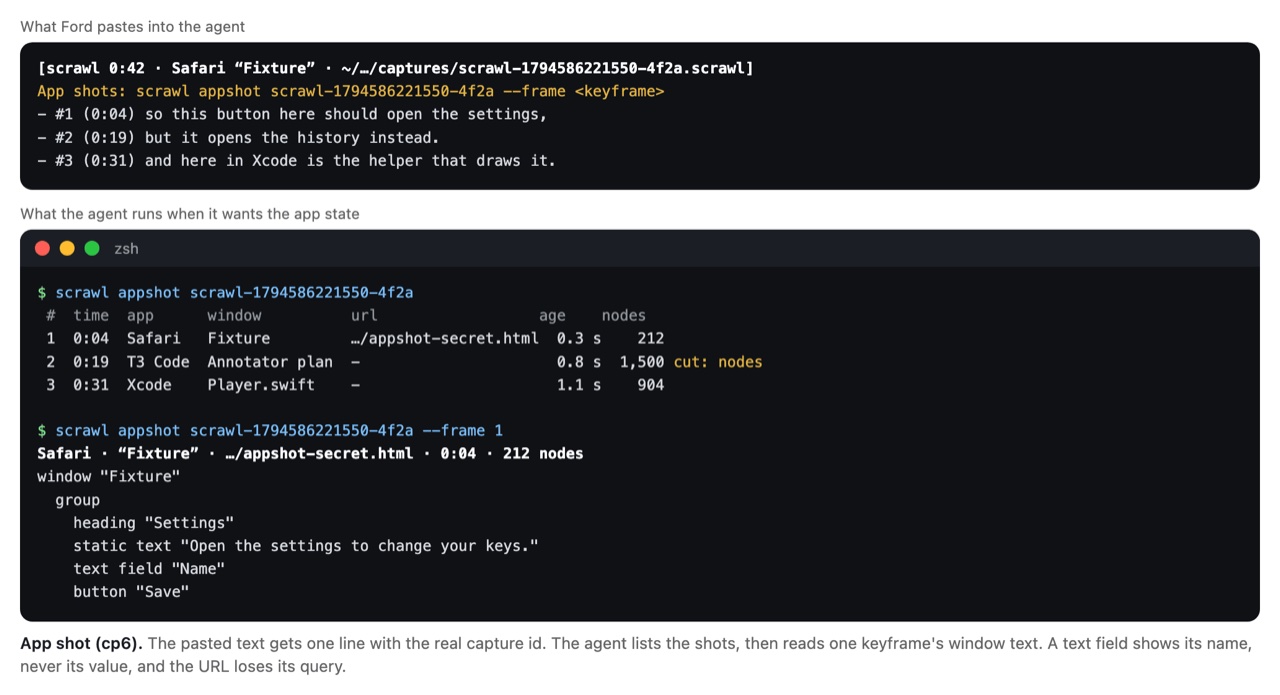 What Ford pastes into the agent
[scrawl 0:42 · Safari “Fixture” · ~/…/captures/scrawl-1794586221550-4f2a.scrawl]
App shots: scrawl appshot scrawl-1794586221550-4f2a --frame <keyframe>
– #1 (0:04) so this button here should open the settings,
– #2 (0:19) but it opens the history instead.
– #3 (0:31) and here in Xcode is the helper that draws it.
What the agent runs when it wants the app state
zsh
$ scrawl appshot scrawl-1794586221550-4f2a
# time app window url age nodes
1 0:04 Safari Fixture …/appshot-secret.html 0.3 s 212
2 0:19 T3 Code Annotator plan – 0.8 s 1,500 cut: nodes
3 0:31 Xcode Player.swift – 1.1 s 904
$ scrawl appshot scrawl-1794586221550-4f2a --frame 1
Safari · “Fixture” · …/appshot-secret.html · 0:04 · 212 nodes
window "Fixture"
group
heading "Settings"
static text "Open the settings to change your keys."
text field "Name"
button "Save"
App shot (cp6). The pasted text gets one line with the real capture id. The agent lists the shots, then reads one keyframe's window text. A text field shows its name,
never its value, and the URL loses its query.